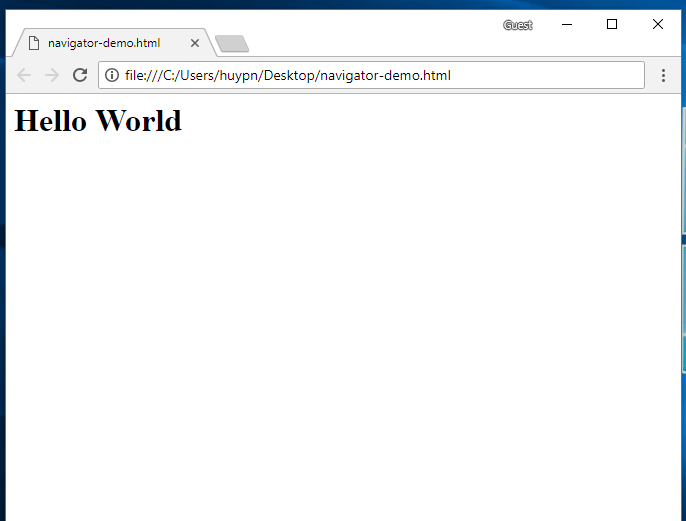 Guest
navigator-demo.html
file:///C:/Users/huypn/Desktop/navigator-demo.html
Hello World